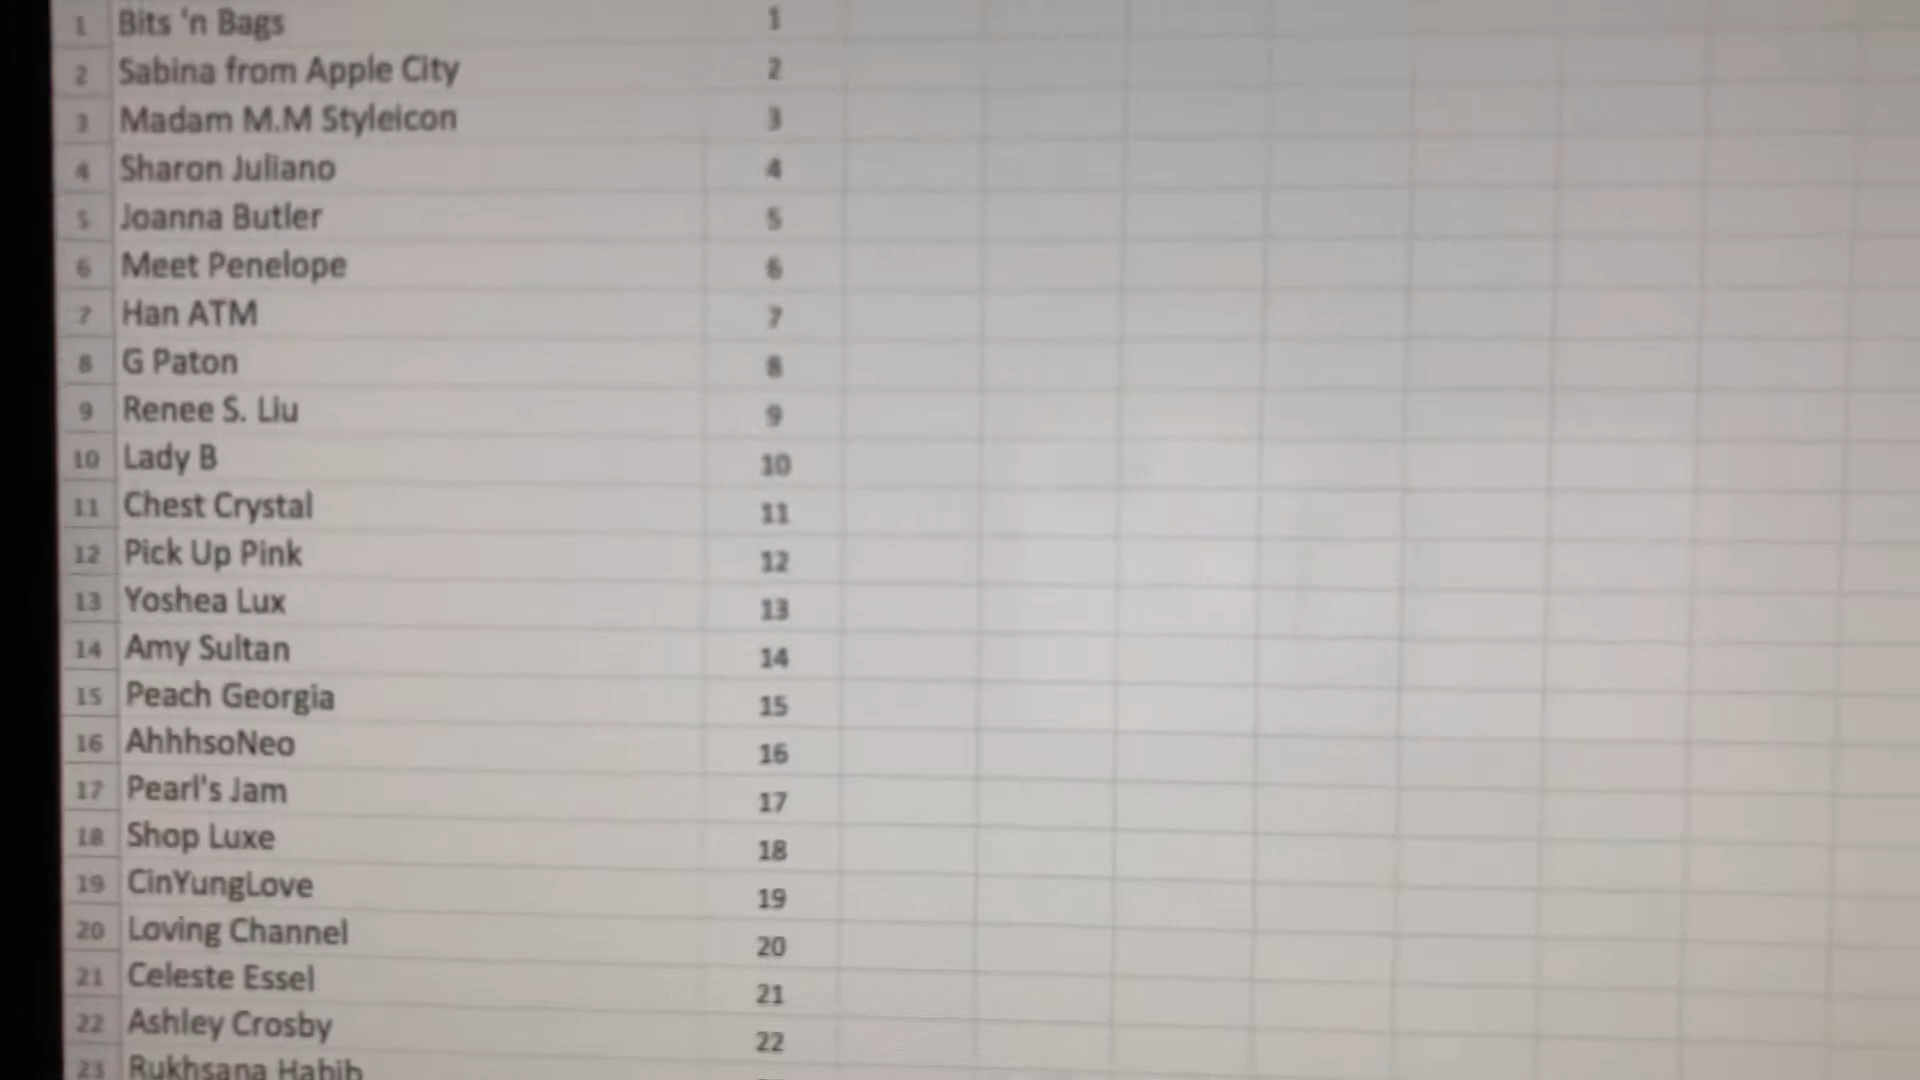 1 Bits 'n Bags 1
2 Sabina from Apple City 2
3 Madam M.M Styleicon 3
4 Sharon Juliano 4
5 Joanna Butler 5
6 Meet Penelope 6
7 Han ATM 7
8 G Paton 8
9 Renee S. Liu 9
10 Lady B 10
11 Chest Crystal 11
12 Pick Up Pink 12
13 Yoshea Lux 13
14 Amy Sultan 14
15 Peach Georgia 15
16 AhhhsoNeo 16
17 Pearl's Jam 17
18 Shop Luxe 18
19 CinYungLove 19
20 Loving Channel 20
21 Celeste Essel 21
22 Ashley Crosby 22
23 Rukhsana Habib